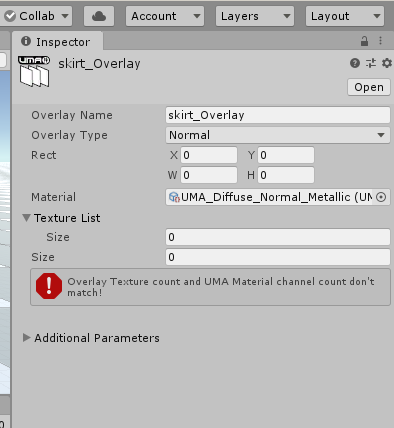 Collab Account Layers Layout
Inspector
UMA
skirt_Overlay
Open
Overlay Name skirt_Overlay
Overlay Type Normal
Rect X 0 Y 0
W 0 H 0
Material UMA_Diffuse_Normal_Metallic (UM
Texture List
Size 0
Size 0
Overlay Texture count and UMA Material channel count don't
match!
Additional Parameters